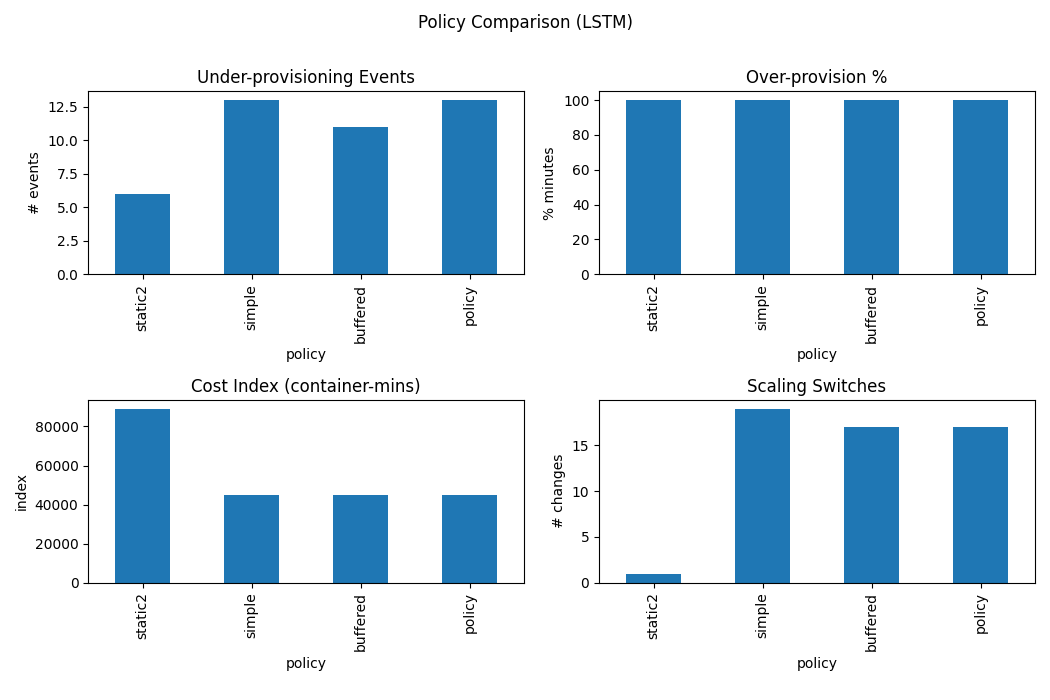 Policy Comparison (LSTM)
Under-provisioning Events
# events
12.5
10.0
7.5
5.0
2.5
0.0
static2
simple
buffered
policy
policy
Over-provision %
% minutes
100
80
60
40
20
0
static2
simple
buffered
policy
policy
Cost Index (container-mins)
index
80000
60000
40000
20000
0
static2
simple
buffered
policy
policy
Scaling Switches
# changes
15
10
5
0
static2
simple
buffered
policy
policy